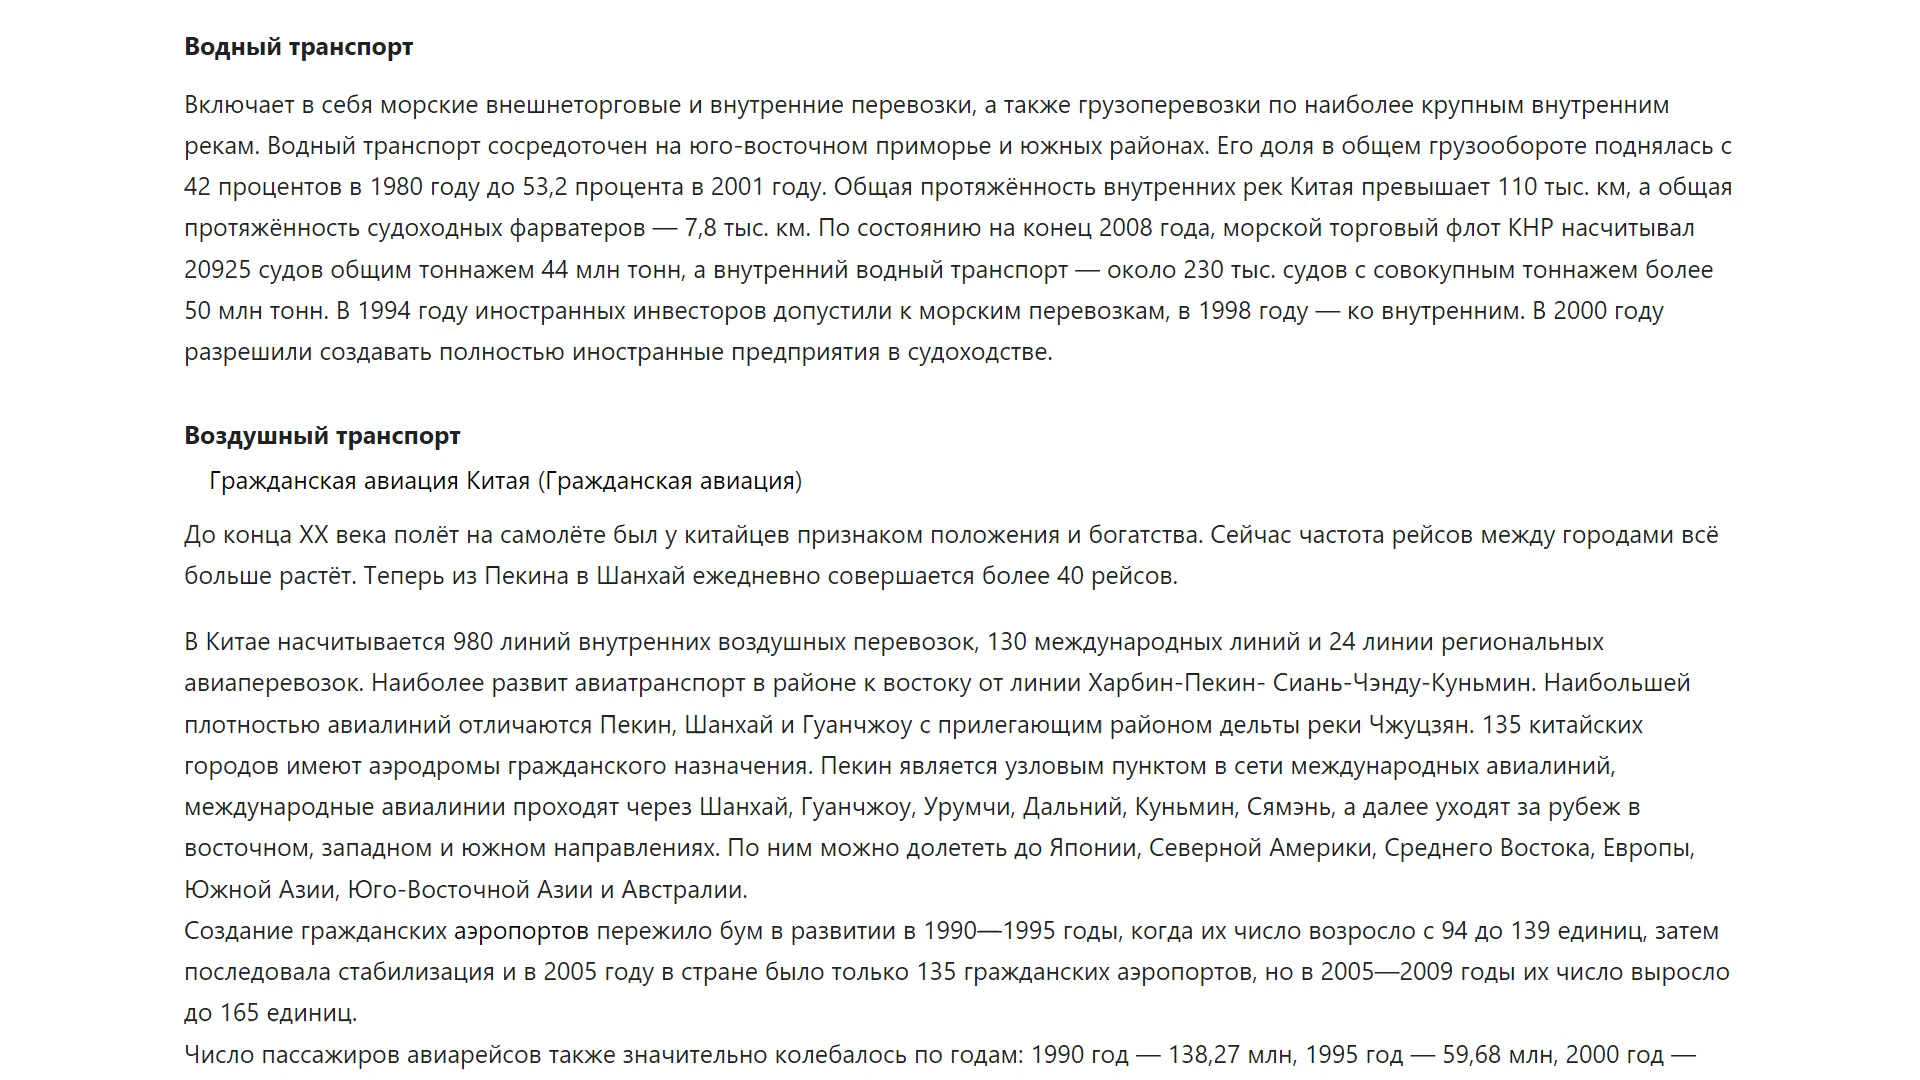 Водный транспорт
Включает в себя морские внешнеторговые и внутренние перевозки, а также грузоперевозки по наиболее крупным внутренним
рекам. Водный транспорт сосредоточен на юго-восточном приморье и южных районах. Его доля в общем грузообороте поднялась с
42 процентов в 1980 году до 53,2 процента в 2001 году. Общая протяжённость внутренних рек Китая превышает 110 тыс. км, а общая
протяжённость судоходных фарватеров — 7,8 тыс. км. По состоянию на конец 2008 года, морской торговый флот КНР насчитывал
20925 судов общим тоннажем 44 млн тонн, а внутренний водный транспорт — около 230 тыс. судов с совокупным тоннажем более
50 млн тонн. В 1994 году иностранных инвесторов допустили к морским перевозкам, в 1998 году — ко внутренним. В 2000 году
разрешили создавать полностью иностранные предприятия в судоходстве.
Воздушный транспорт
Гражданская авиация Китая (Гражданская авиация)
До конца XX века полёт на самолёте был у китайцев признаком положения и богатства. Сейчас частота рейсов между городами всё
больше растёт. Теперь из Пекина в Шанхай ежедневно совершается более 40 рейсов.
В Китае насчитывается 980 линий внутренних воздушных перевозок, 130 международных линий и 24 линии региональных
авиаперевозок. Наиболее развит авиатранспорт в районе к востоку от линии Харбин-Пекин- Сиань-Чэнду-Куньмин. Наибольшей
плотностью авиалиний отличаются Пекин, Шанхай и Гуанчжоу с прилегающим районом дельты реки Чжуцзян. 135 китайских
городов имеют аэродромы гражданского назначения. Пекин является узловым пунктом в сети международных авиалиний,
международные авиалинии проходят через Шанхай, Гуанчжоу, Урумчи, Дальний, Куньмин, Сямэнь, а далее уходят за рубеж в
восточном, западном и южном направлениях. По ним можно долететь до Японии, Северной Америки, Среднего Востока, Европы,
Южной Азии, Юго-Восточной Азии и Австралии.
Создание гражданских аэропортов пережило бум в развитии в 1990—1995 годы, когда их число возросло с 94 до 139 единиц, затем
последовала стабилизация и в 2005 году в стране было только 135 гражданских аэропортов, но в 2005—2009 годы их число выросло
до 165 единиц.
Число пассажиров авиарейсов также значительно колебалось по годам: 1990 год — 138,27 млн, 1995 год — 59,68 млн, 2000 год —